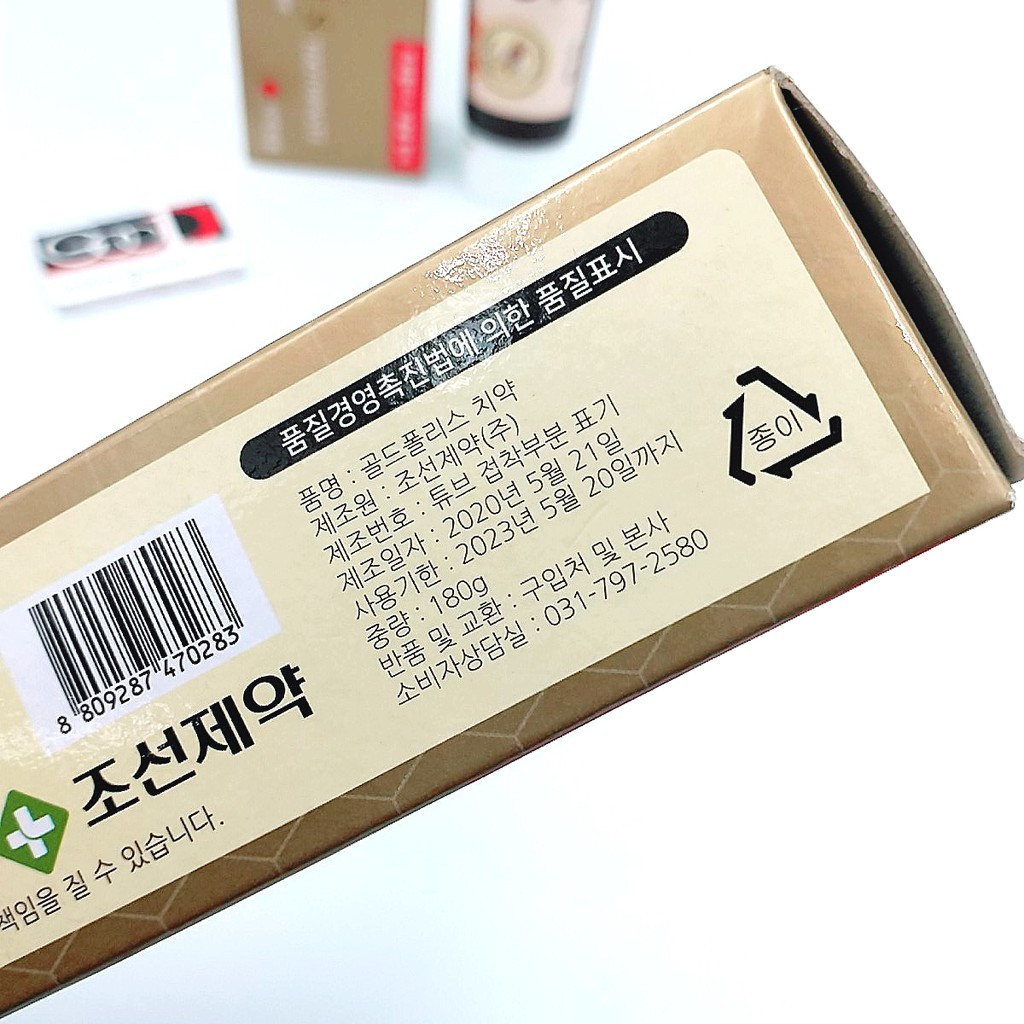 품질경영촉진법에 의한 품질표시
품명 : 골드폴리스 치약
제조원 : 조선제약(주)
제조번호 : 튜브 접착부분 표기
제조일자 : 2020년 5월 21일
사용기한 : 2023년 5월 20일까지
중량 : 180g
반품 및 교환 : 구입처 및 본사
소비자상담실 : 031-797-2580
종이
8 809287 470283
조선제약
책임을 질 수 있습니다.